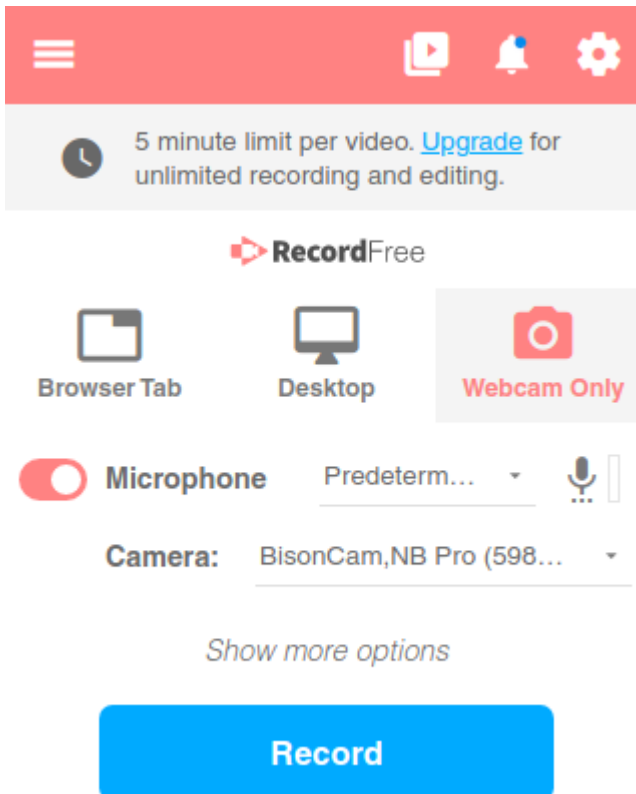 5 minute limit per video. Upgrade for
unlimited recording and editing.
RecordFree
Browser Tab
Desktop
Webcam Only
Microphone
Predeterm...
Camera:
BisonCam,NB Pro (598...
Show more options
Record